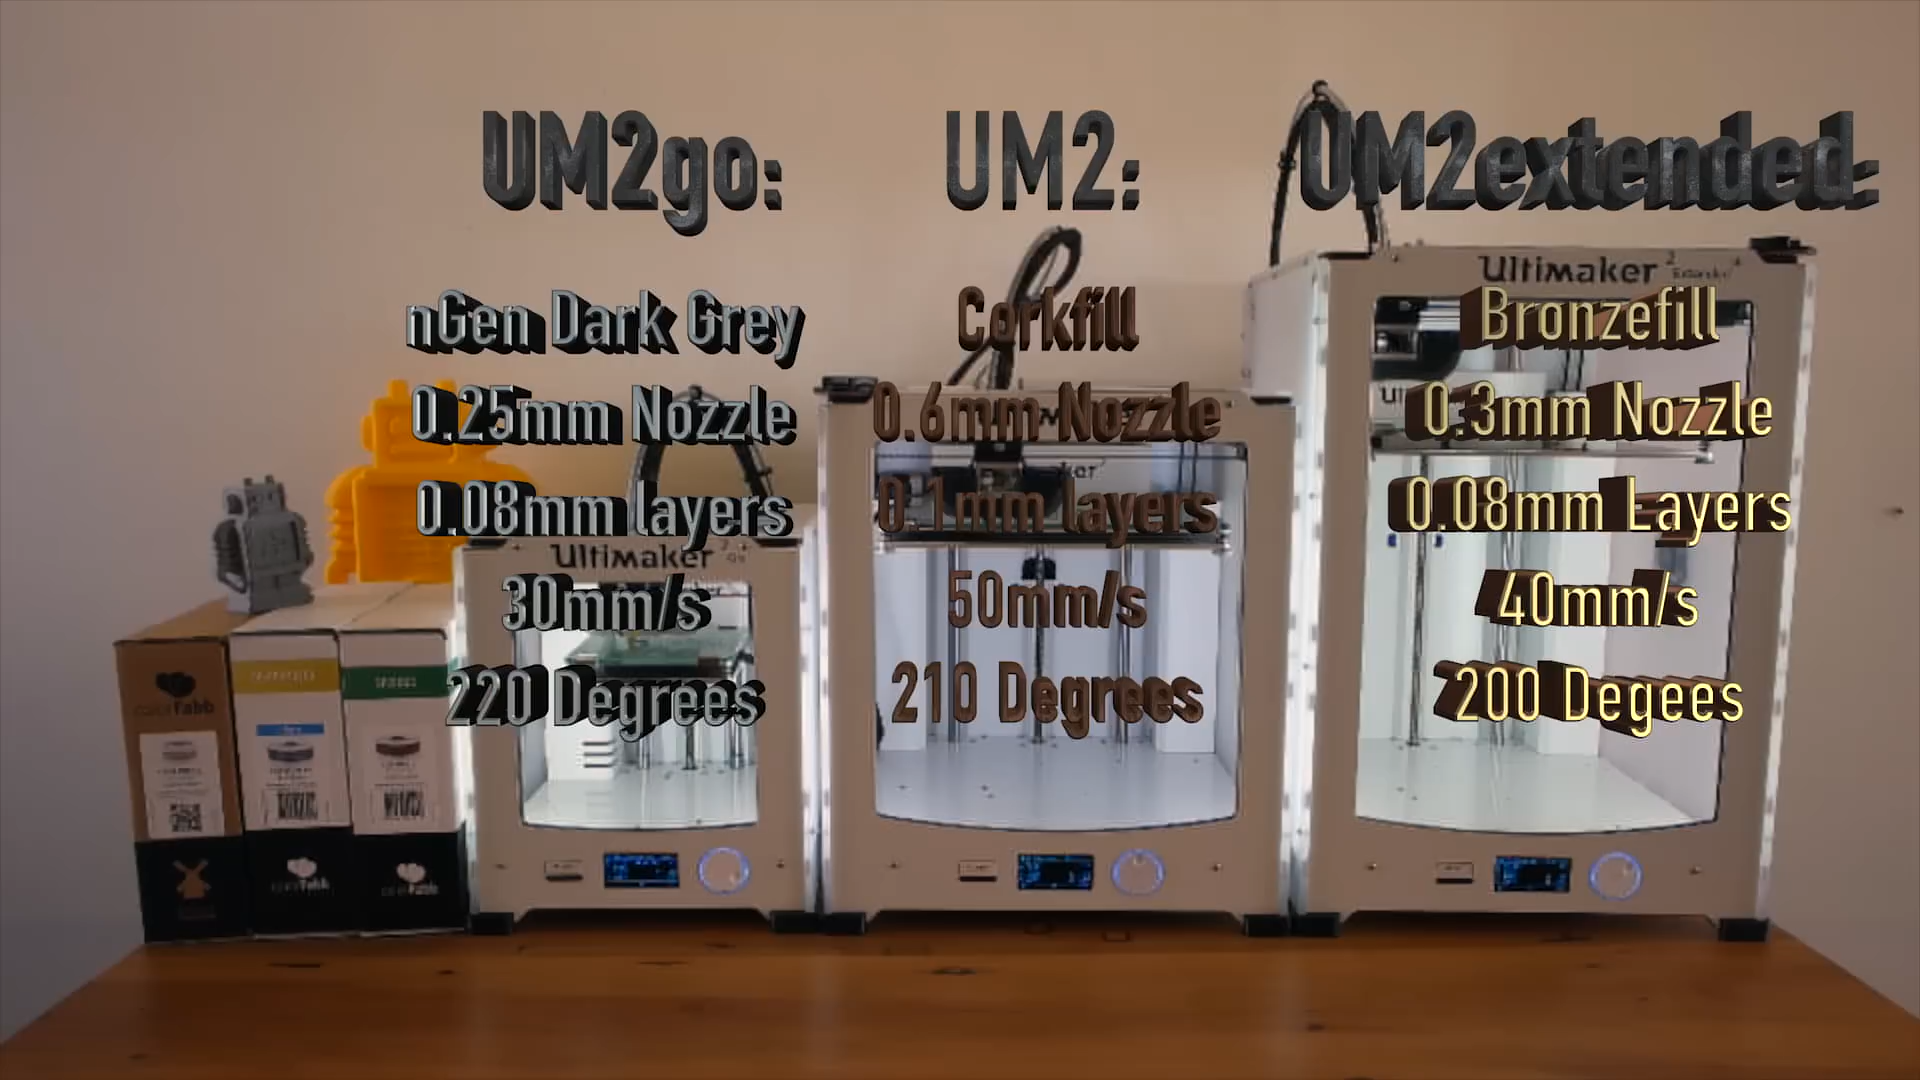 UM2go:
nGen Dark Grey
0.25mm Nozzle
0.08mm layers
30mm/s
220 Degrees
UM2:
Corkfill
0.6mm Nozzle
0.1mm layers
50mm/s
210 Degrees
UM2extended:
Bronzefill
0.3mm Nozzle
0.08mm Layers
40mm/s
200 Degees
Ultimaker 2
Ultimaker 2
colorFabb
colorFabb
colorFabb